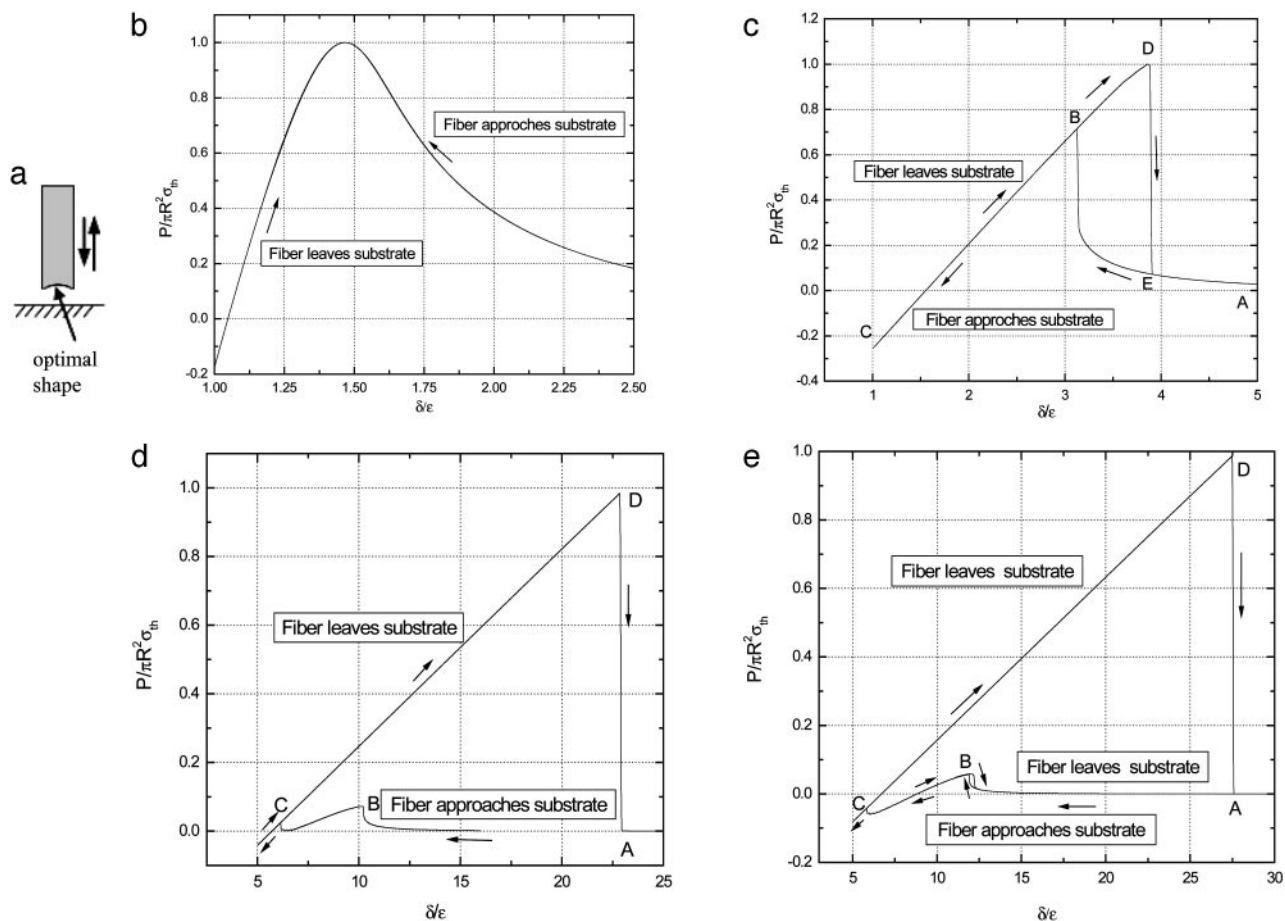 a
optimal
shape
b
P/πR²σth
1.0
0.8
0.6
0.4
0.2
0.0
-0.2
Fiber approches substrate
Fiber leaves substrate
1.00 1.25 1.50 1.75 2.00 2.25 2.50
δ/ε
c
P/πR²σth
1.2
1.0
0.8
0.6
0.4
0.2
0.0
-0.2
-0.4
D
B
Fiber leaves substrate
E
A
C
Fiber approches substrate
1 2 3 4 5
δ/ε
d
P/πR²σth
1.0
0.8
0.6
0.4
0.2
0.0
D
Fiber leaves substrate
C
B
Fiber approaches substrate
A
5 10 15 20 25
δ/ε
e
P/πR²σth
1.0
0.8
0.6
0.4
0.2
0.0
-0.2
D
Fiber leaves substrate
B
Fiber leaves substrate
C
A
Fiber approaches substrate
5 10 15 20 25 30
δ/ε